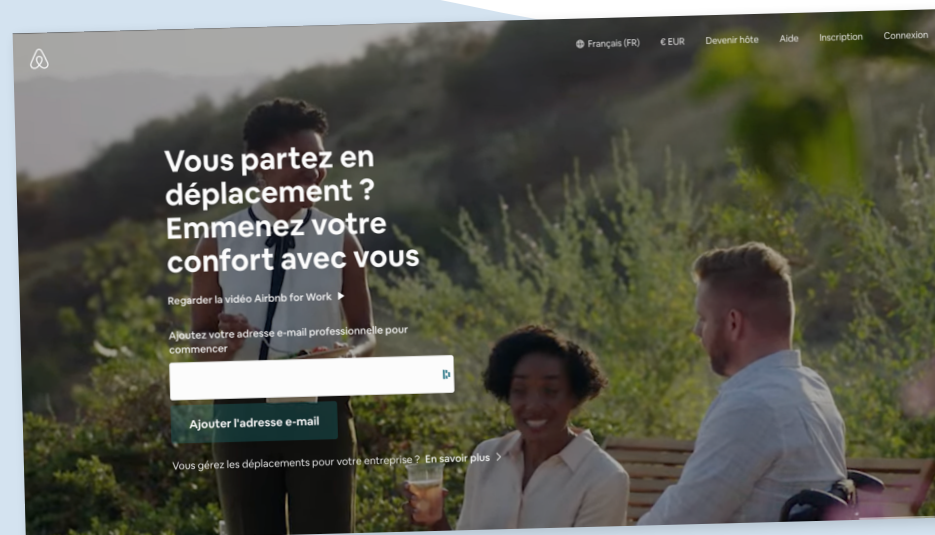 Français (FR) € EUR Devenir hôte Aide Inscription Connexion
Vous partez en
déplacement ?
Emmenez votre
confort avec vous
Regarder la vidéo Airbnb for Work
Ajoutez votre adresse e-mail professionnelle pour
commencer
Ajouter l'adresse e-mail
Vous gérez les déplacements pour votre entreprise ? En savoir plus